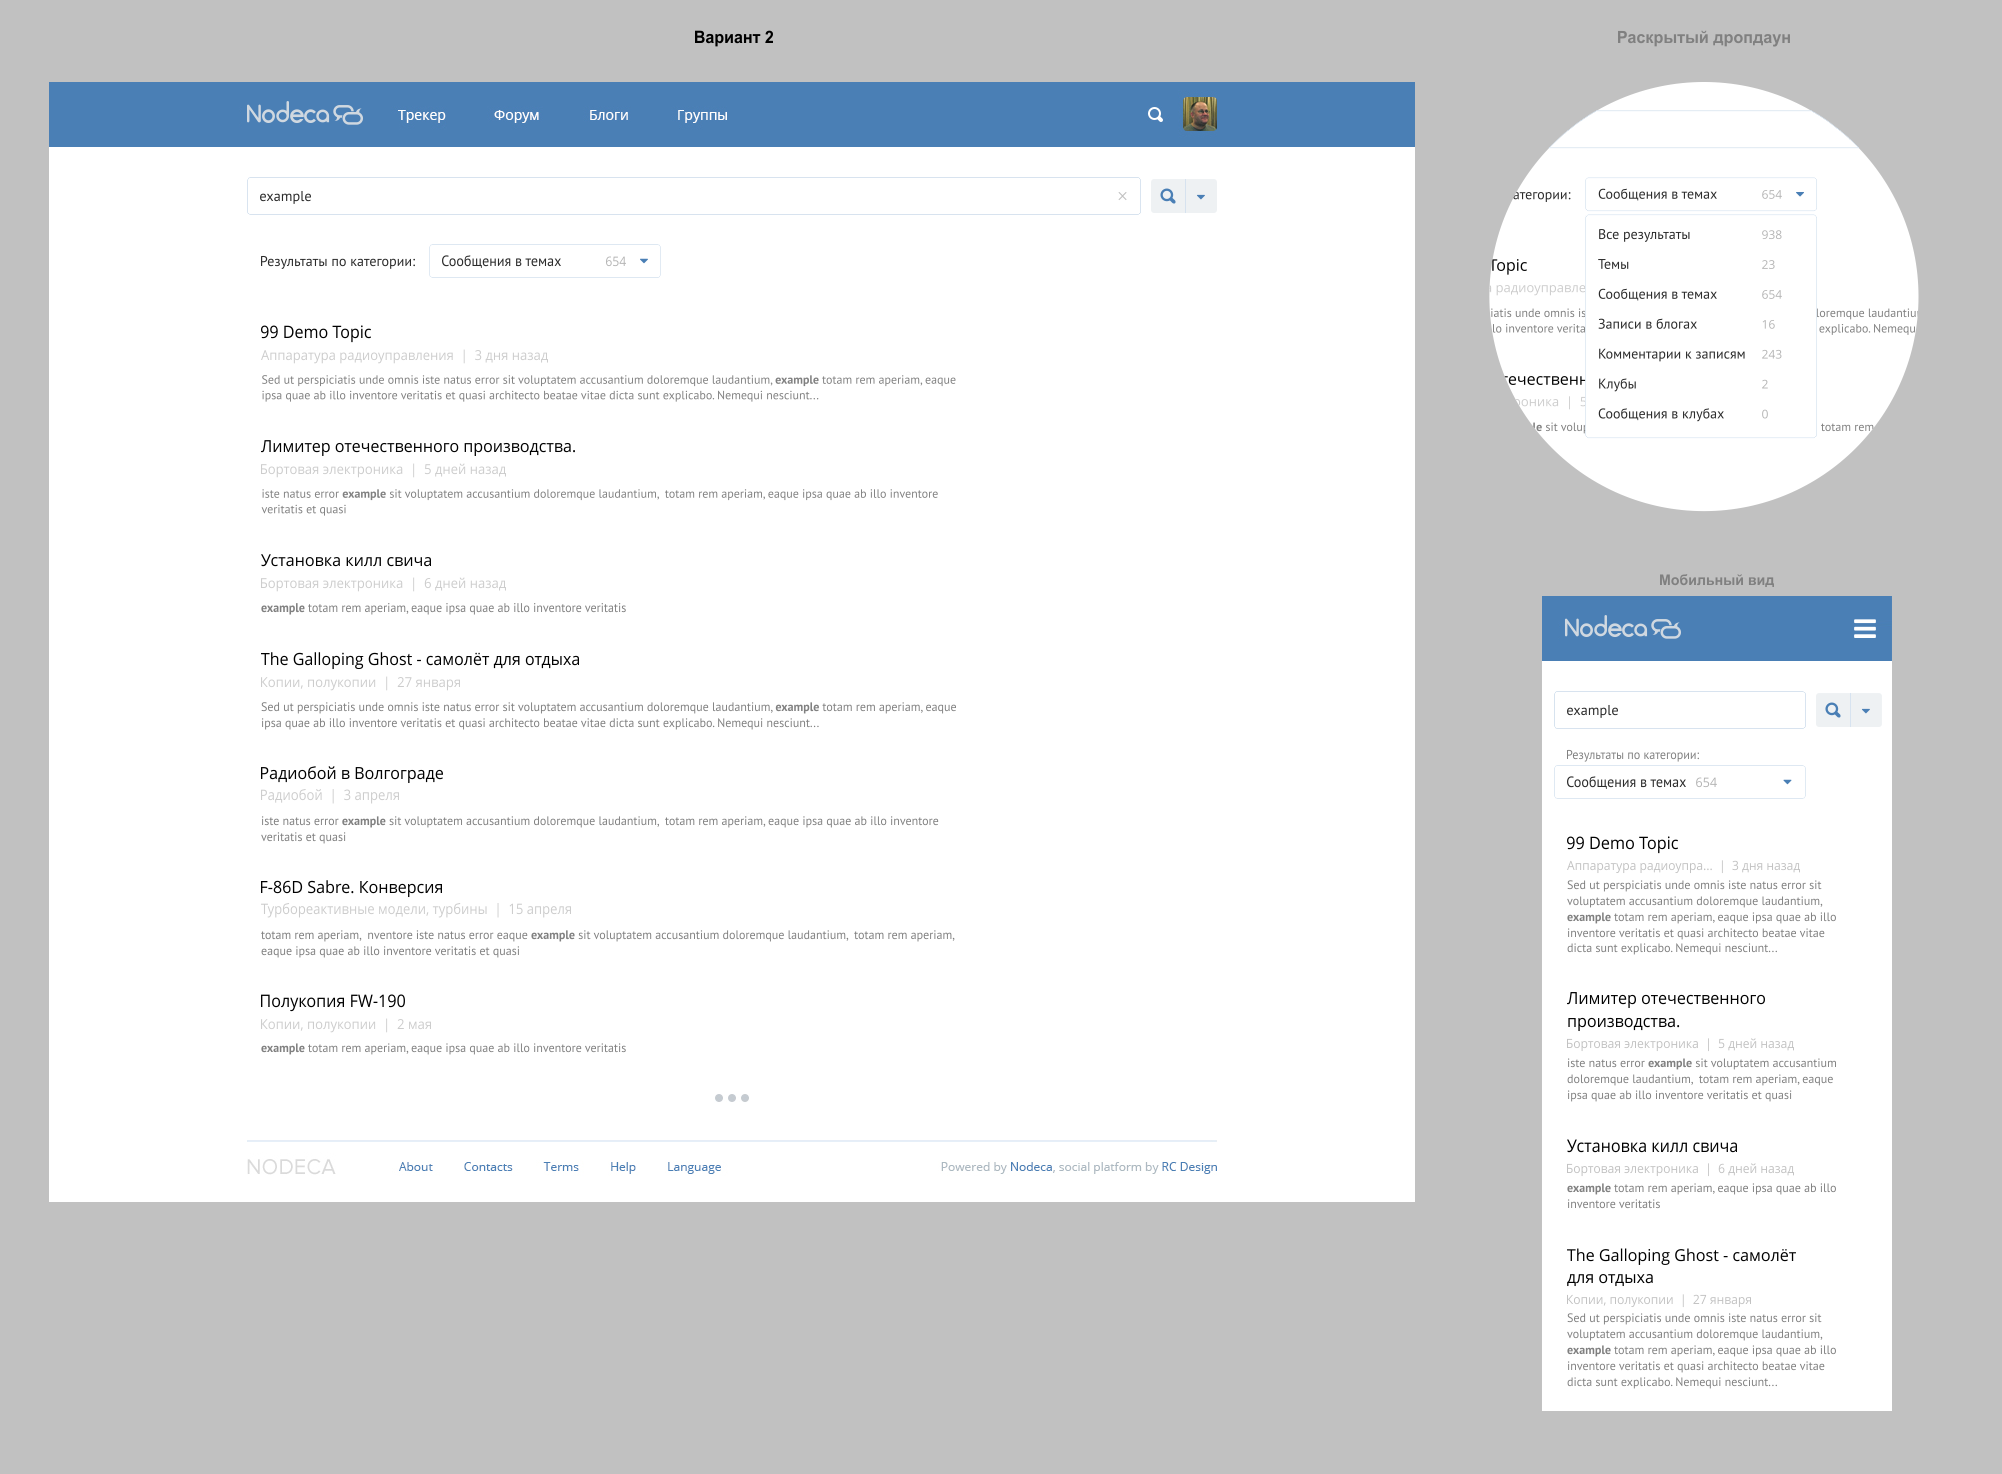 Вариант 2
Nodeca
Трекер Форум Блоги Группы
example
Результаты по категории: Сообщения в темах 654
99 Demo Topic
Аппаратура радиоуправления | 3 дня назад
Sed ut perspiciatis unde omnis iste natus error sit voluptatem accusantium doloremque laudantium, example totam rem aperiam, eaque
ipsa quae ab illo inventore veritatis et quasi architecto beatae vitae dicta sunt explicabo. Nemequi nesciunt...
Лимитер отечественного производства.
Бортовая электроника | 5 дней назад
iste natus error example sit voluptatem accusantium doloremque laudantium, totam rem aperiam, eaque ipsa quae ab illo inventore
veritatis et quasi
Установка килл свича
Бортовая электроника | 6 дней назад
example totam rem aperiam, eaque ipsa quae ab illo inventore veritatis
The Galloping Ghost - самолёт для отдыха
Копии, полукопии | 27 января
Sed ut perspiciatis unde omnis iste natus error sit voluptatem accusantium doloremque laudantium, example totam rem aperiam, eaque
ipsa quae ab illo inventore veritatis et quasi architecto beatae vitae dicta sunt explicabo. Nemequi nesciunt...
Радиобой в Волгограде
Радиобой | 3 апреля
iste natus error example sit voluptatem accusantium doloremque laudantium, totam rem aperiam, eaque ipsa quae ab illo inventore
veritatis et quasi
F-86D Sabre. Конверсия
Турбореактивные модели, турбины | 15 апреля
totam rem aperiam, nventore iste natus error eaque example sit voluptatem accusantium doloremque laudantium, totam rem aperiam,
eaque ipsa quae ab illo inventore veritatis et quasi
Полукопия FW-190
Копии, полукопии | 2 мая
example totam rem aperiam, eaque ipsa quae ab illo inventore veritatis
NODECA About Contacts Terms Help Language Powered by Nodeca, social platform by RC Design
Раскрытый дропдаун
атегории: Сообщения в темах 654
Все результаты 938
Темы 23
Сообщения в темах 654
Записи в блогах 16
Комментарии к записям 243
Клубы 2
Сообщения в клубах 0
Topic
радиоуправле
iatis unde omnis is loremque laudantiu
lo inventore verita explicabo. Nemequ
течествен
оника | 5
le sit volup totam rem
Мобильный вид
Nodeca
example
Результаты по категории:
Сообщения в темах 654
99 Demo Topic
Аппаратура радиоупра... | 3 дня назад
Sed ut perspiciatis unde omnis iste natus error sit
voluptatem accusantium doloremque laudantium,
example totam rem aperiam, eaque ipsa quae ab illo
inventore veritatis et quasi architecto beatae vitae
dicta sunt explicabo. Nemequi nesciunt...
Лимитер отечественного
производства.
Бортовая электроника | 5 дней назад
iste natus error example sit voluptatem accusantium
doloremque laudantium, totam rem aperiam, eaque
ipsa quae ab illo inventore veritatis et quasi
Установка килл свича
Бортовая электроника | 6 дней назад
example totam rem aperiam, eaque ipsa quae ab illo
inventore veritatis
The Galloping Ghost - самолёт
для отдыха
Копии, полукопии | 27 января
Sed ut perspiciatis unde omnis iste natus error sit
voluptatem accusantium doloremque laudantium,
example totam rem aperiam, eaque ipsa quae ab illo
inventore veritatis et quasi architecto beatae vitae
dicta sunt explicabo. Nemequi nesciunt...